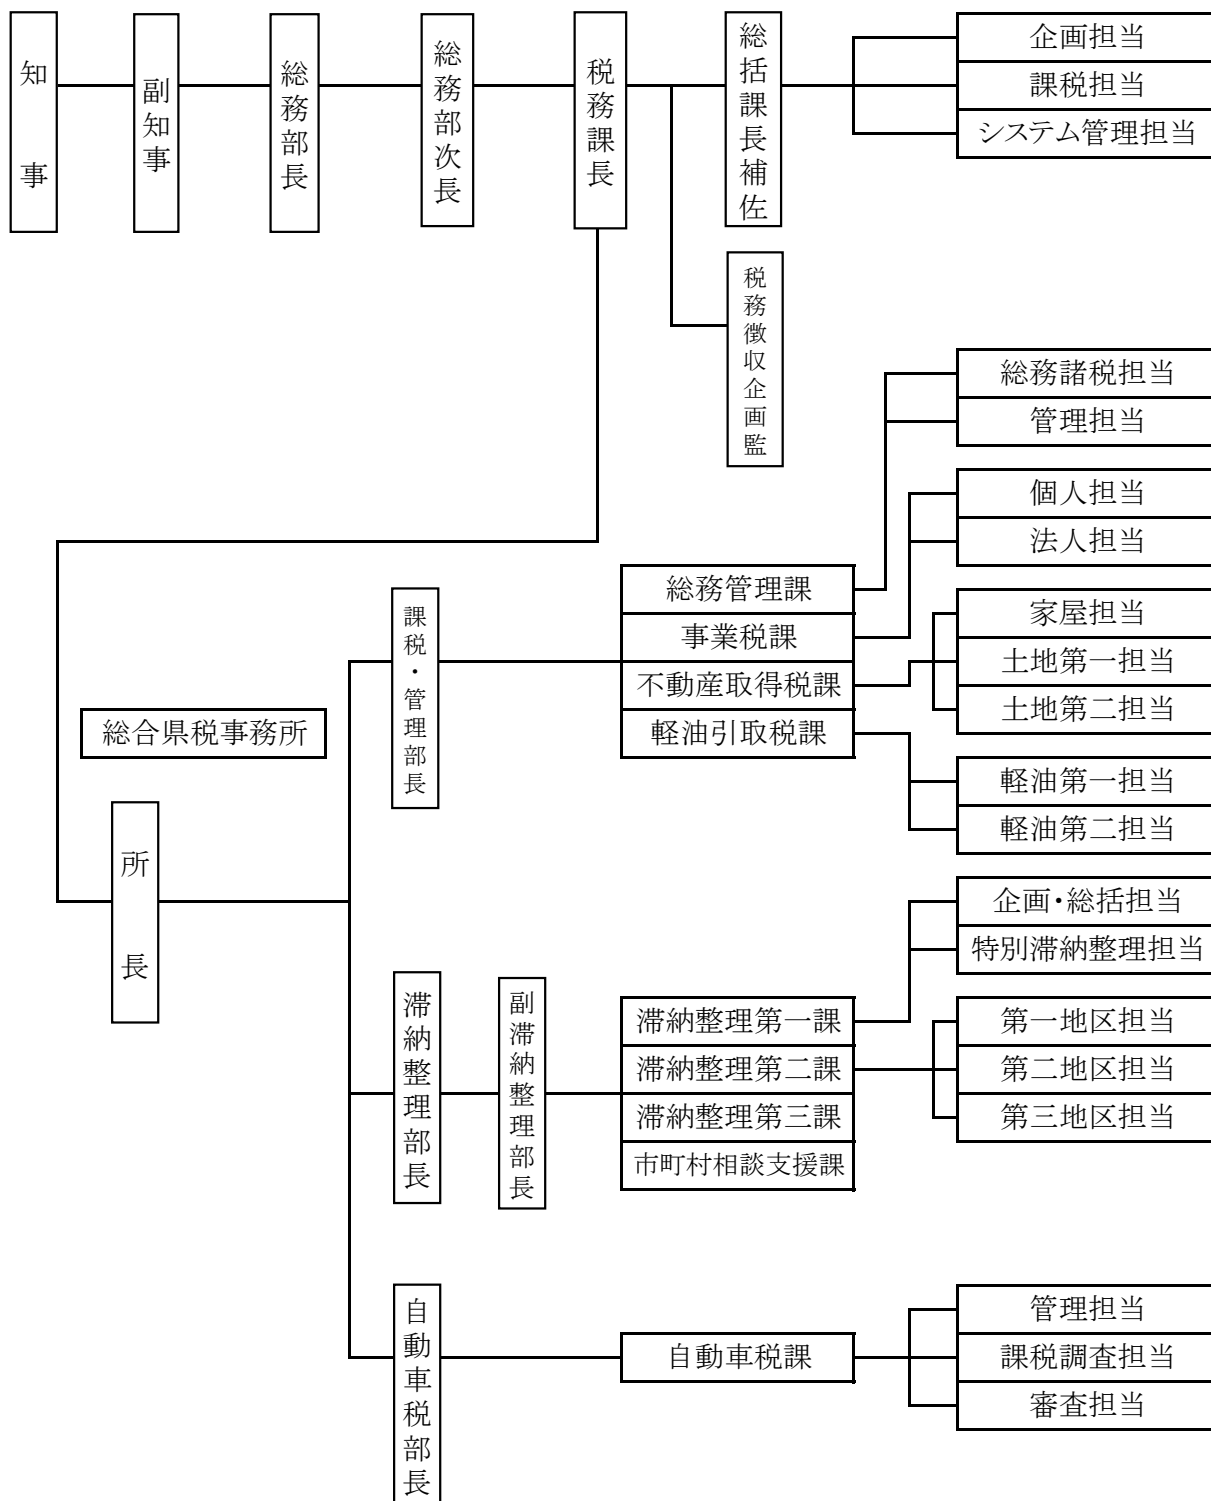 知事
副知事
総務部長
総務部次長
税務課長
総括課長補佐
企画担当
課税担当
システム管理担当
税務徴収企画監
総務諸税担当
管理担当
個人担当
法人担当
総務管理課
事業税課
不動産取得税課
軽油引取税課
課税・管理部長
家屋担当
土地第一担当
土地第二担当
総合県税事務所
軽油第一担当
軽油第二担当
所長
企画・総括担当
特別滞納整理担当
滞納整理部長
副滞納整理部長
滞納整理第一課
滞納整理第二課
滞納整理第三課
市町村相談支援課
第一地区担当
第二地区担当
第三地区担当
自動車税部長
自動車税課
管理担当
課税調査担当
審査担当